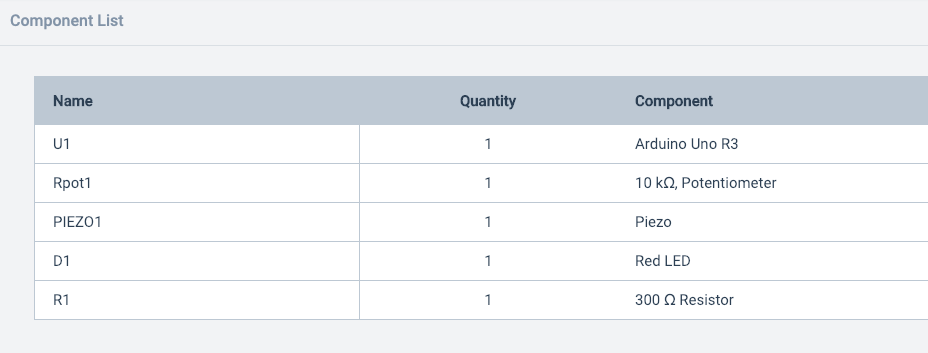 Component List
Name Quantity Component
U1 1 Arduino Uno R3
Rpot1 1 10 kΩ, Potentiometer
PIEZO1 1 Piezo
D1 1 Red LED
R1 1 300 Ω Resistor